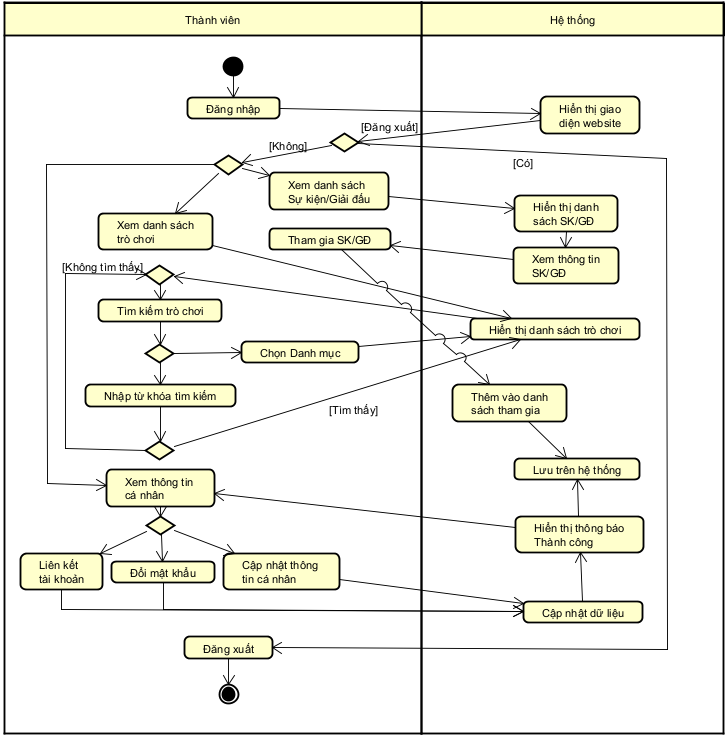 Thành viên
Hệ thống
Đăng nhập
Hiển thị giao
diện website
[Đăng xuất]
[Không]
[Có]
Xem danh sách
Sự kiện/Giải đấu
Hiển thị danh
sách SK/GĐ
Xem danh sách
trò chơi
Tham gia SK/GĐ
Xem thông tin
SK/GĐ
[Không tìm thấy]
Tìm kiếm trò chơi
Hiển thị danh sách trò chơi
Chọn Danh mục
Nhập từ khóa tìm kiếm
Thêm vào danh
sách tham gia
[Tìm thấy]
Lưu trên hệ thống
Xem thông tin
cá nhân
Hiển thị thông báo
Thành công
Liên kết
tài khoản
Đổi mật khẩu
Cập nhật thông
tin cá nhân
Cập nhật dữ liệu
Đăng xuất